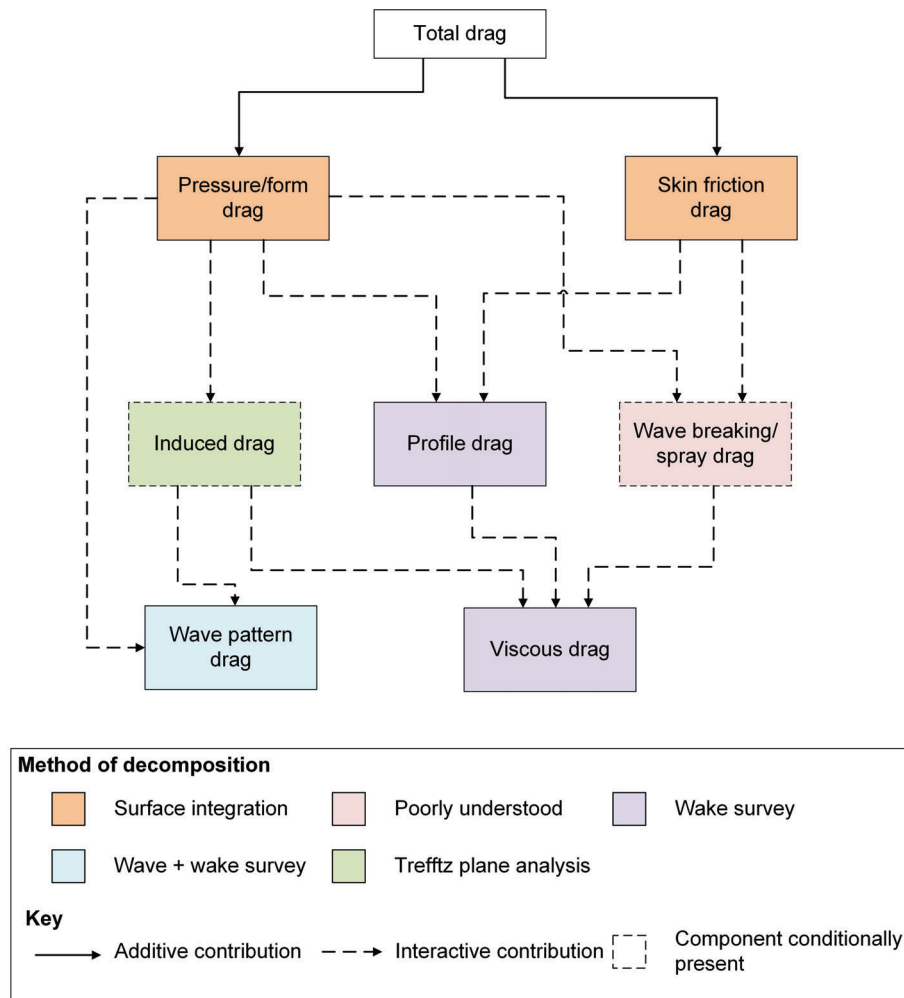 Total drag
Pressure/form
drag
Skin friction
drag
Induced drag
Profile drag
Wave breaking/
spray drag
Wave pattern
drag
Viscous drag
Method of decomposition
Surface integration
Poorly understood
Wake survey
Wave + wake survey
Trefftz plane analysis
Key
Additive contribution
Interactive contribution
Component conditionally
present